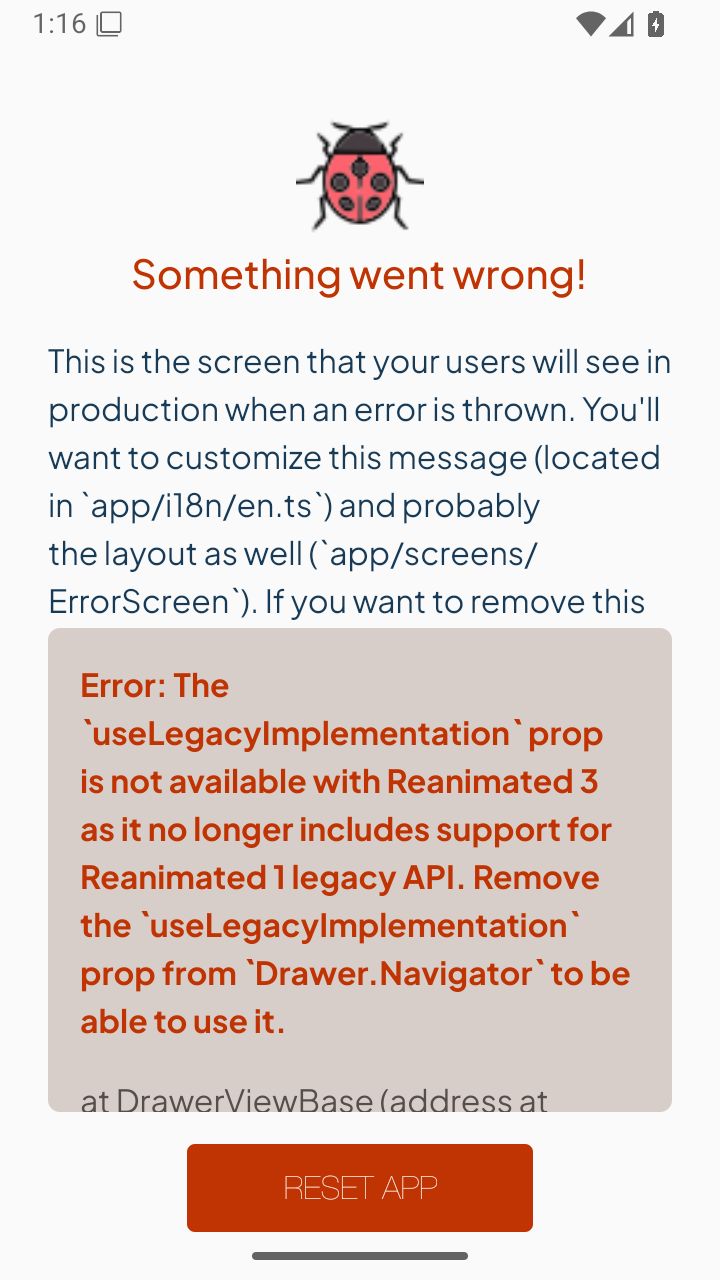 1:16
Something went wrong!
This is the screen that your users will see in
production when an error is thrown. You'll
want to customize this message (located
in `app/i18n/en.ts`) and probably
the layout as well (`app/screens/
ErrorScreen`). If you want to remove this
Error: The
`useLegacyImplementation` prop
is not available with Reanimated 3
as it no longer includes support for
Reanimated 1 legacy API. Remove
the `useLegacyImplementation`
prop from `Drawer.Navigator` to be
able to use it.
at DrawerViewBase (address at
RESET APP